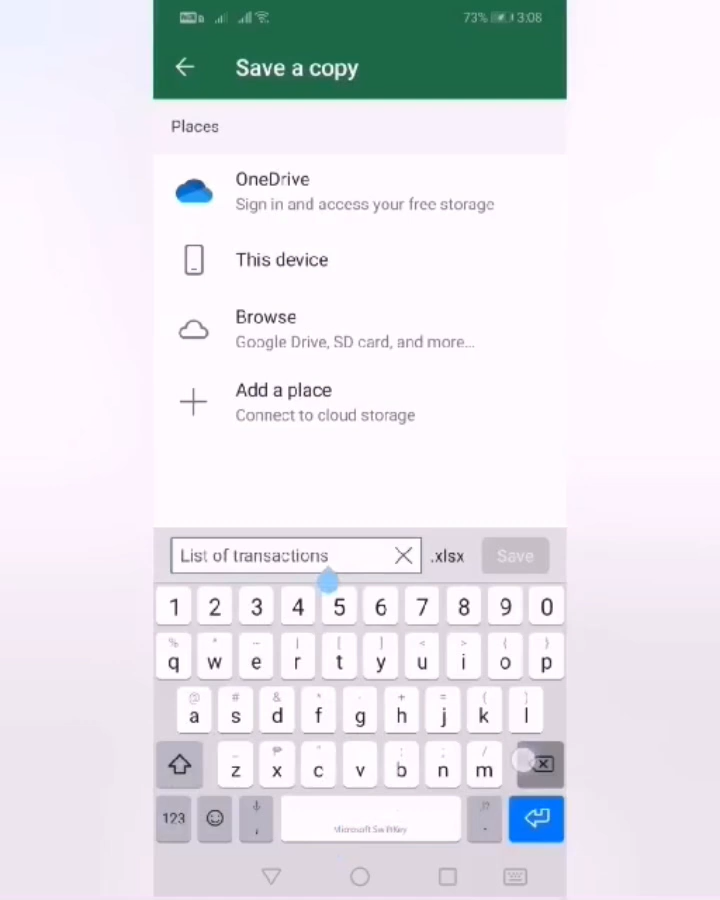 73% 3:08
Save a copy
Places
OneDrive
Sign in and access your free storage
This device
Browse
Google Drive, SD card, and more...
Add a place
Connect to cloud storage
List of transactions .xlsx Save
1 2 3 4 5 6 7 8 9 0
q w e r t y u i o p
a s d f g h j k l
z x c v b n m
123 , Microsoft SwiftKey .